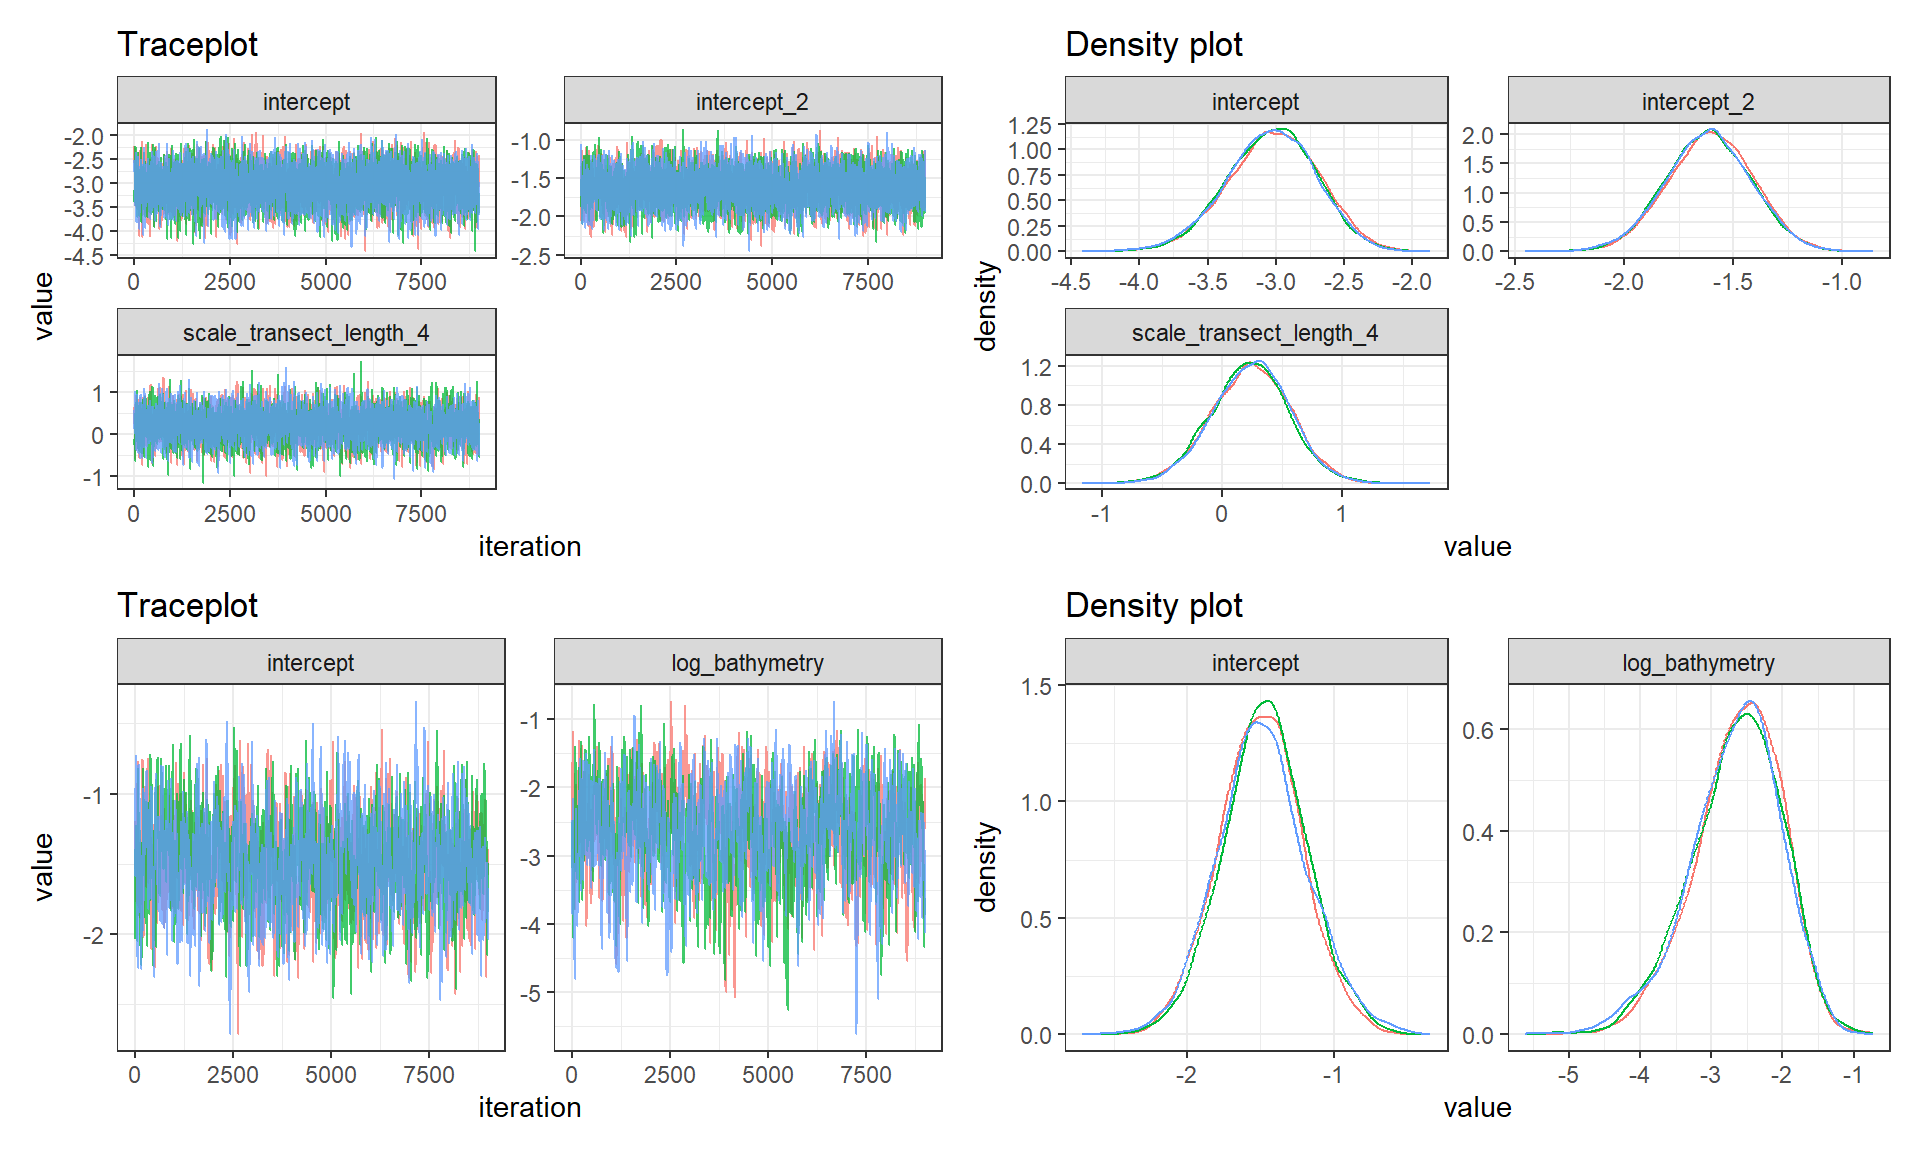 Traceplot
intercept
intercept_2
-2.0
-2.5
-3.0
-3.5
-4.0
-4.5
-1.0
-1.5
-2.0
-2.5
0 2500 5000 7500
0 2500 5000 7500
scale_transect_length_4
1
0
-1
0 2500 5000 7500
value
iteration
Density plot
intercept
intercept_2
1.25
1.00
0.75
0.50
0.25
0.00
2.0
1.5
1.0
0.5
0.0
-4.5 -4.0 -3.5 -3.0 -2.5 -2.0
-2.5 -2.0 -1.5 -1.0
scale_transect_length_4
1.2
0.8
0.4
0.0
-1 0 1
density
value
Traceplot
intercept
log_bathymetry
-1
-2
-1
-2
-3
-4
-5
0 2500 5000 7500
0 2500 5000 7500
value
iteration
Density plot
intercept
log_bathymetry
1.5
1.0
0.5
0.0
0.6
0.4
0.2
0.0
-2 -1
-5 -4 -3 -2 -1
density
value